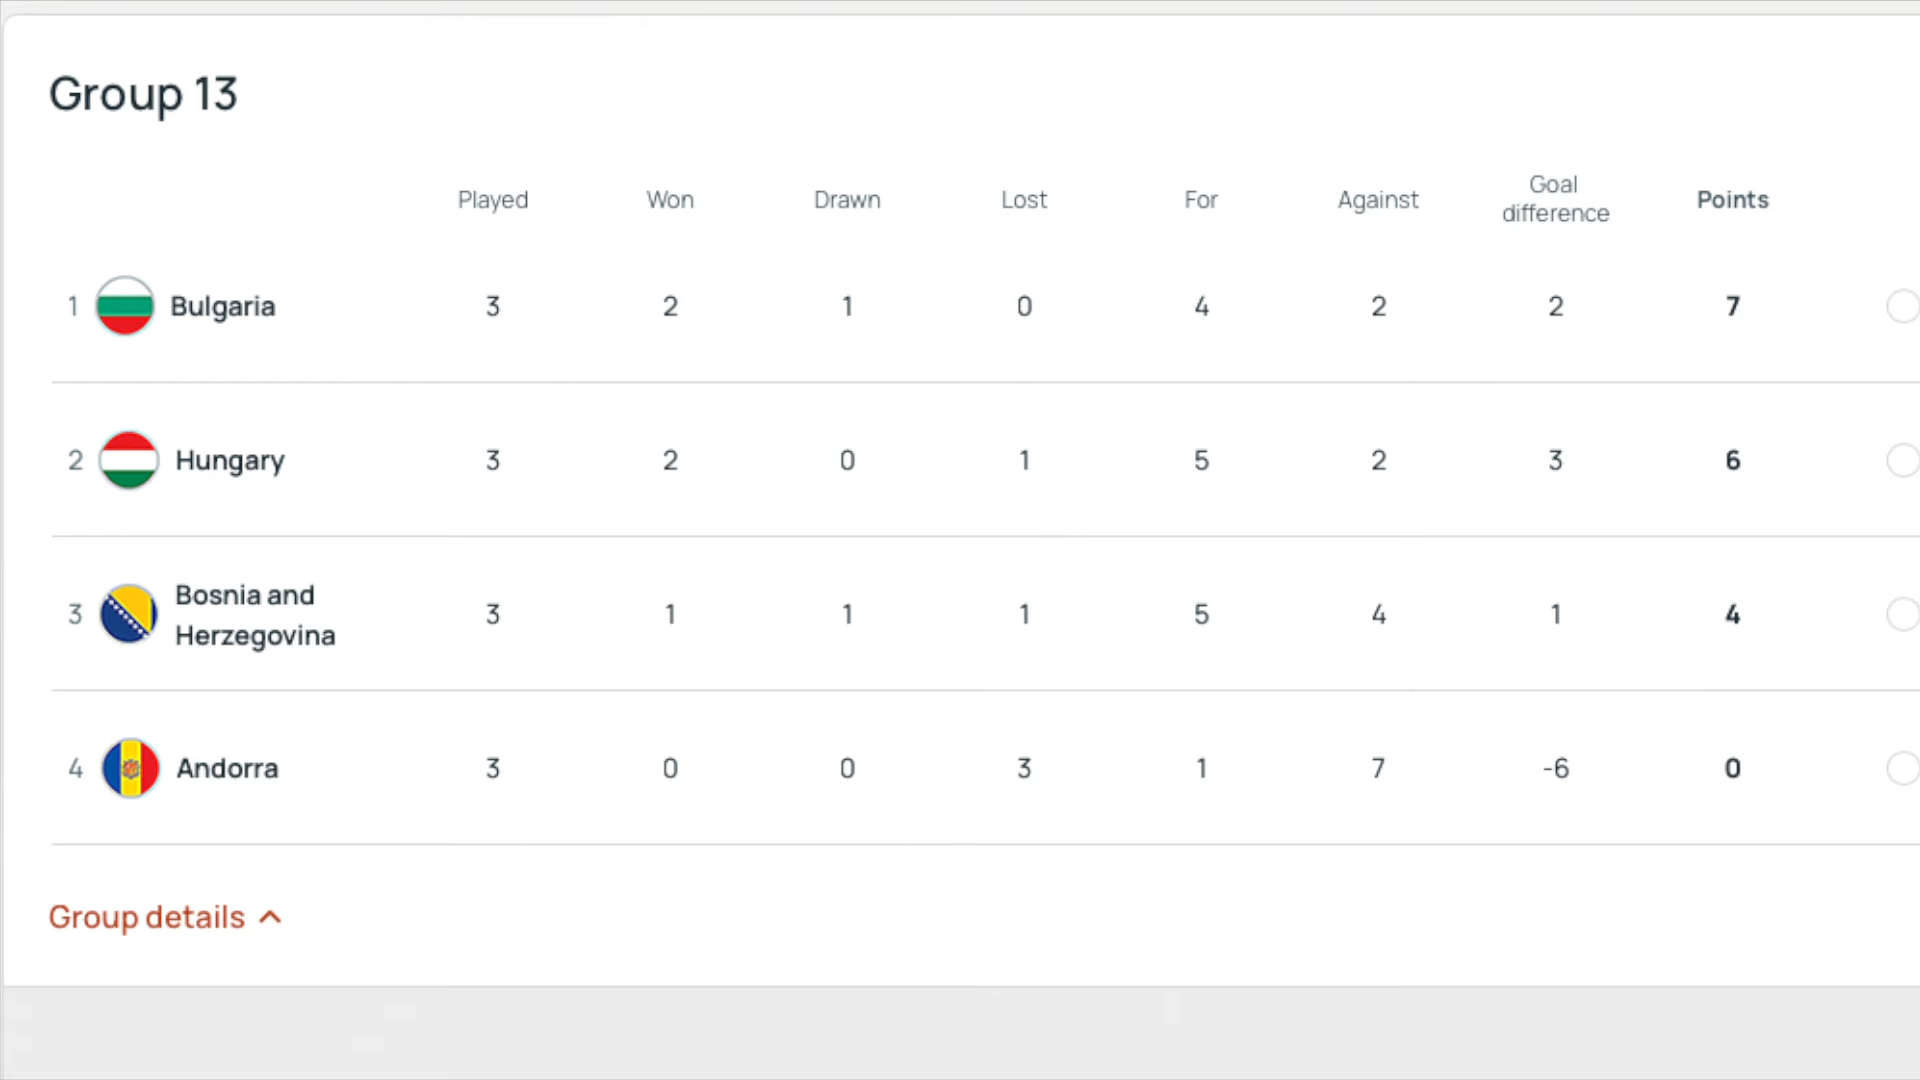 Group 13
Played Won Drawn Lost For Against Goal difference Points
1 Bulgaria 3 2 1 0 4 2 2 7
2 Hungary 3 2 0 1 5 2 3 6
3 Bosnia and Herzegovina 3 1 1 1 5 4 1 4
4 Andorra 3 0 0 3 1 7 -6 0
Group details